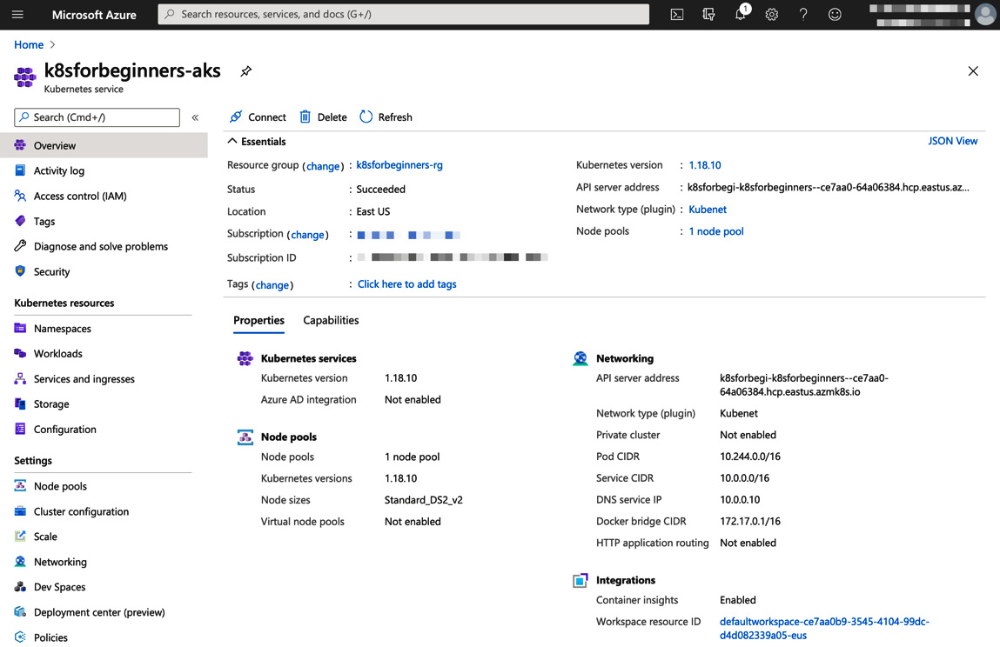 Microsoft Azure
Search resources, services, and docs (G+/)
1
Home
k8sforbeginners-aks
Kubernetes service
Search (Cmd+/)
«
Overview
Activity log
Access control (IAM)
Tags
Diagnose and solve problems
Security
Kubernetes resources
Namespaces
Workloads
Services and ingresses
Storage
Configuration
Settings
Node pools
Cluster configuration
Scale
Networking
Dev Spaces
Deployment center (preview)
Policies
Connect Delete Refresh
Essentials
JSON View
Resource group (change) : k8sforbeginners-rg
Status : Succeeded
Location : East US
Subscription (change) :
Subscription ID :
Tags (change) : Click here to add tags
Kubernetes version : 1.18.10
API server address : k8sforbegi-k8sforbeginners--ce7aa0-64a06384.hcp.eastus.az...
Network type (plugin) : Kubenet
Node pools : 1 node pool
Properties Capabilities
Kubernetes services
Kubernetes version 1.18.10
Azure AD integration Not enabled
Node pools
Node pools 1 node pool
Kubernetes versions 1.18.10
Node sizes Standard_DS2_v2
Virtual node pools Not enabled
Networking
API server address k8sforbegi-k8sforbeginners--ce7aa0-
64a06384.hcp.eastus.azmk8s.io
Network type (plugin) Kubenet
Private cluster Not enabled
Pod CIDR 10.244.0.0/16
Service CIDR 10.0.0.0/16
DNS service IP 10.0.0.10
Docker bridge CIDR 172.17.0.1/16
HTTP application routing Not enabled
Integrations
Container insights Enabled
Workspace resource ID defaultworkspace-ce7aa0b9-3545-4104-99dc-
d4d082339a05-eus